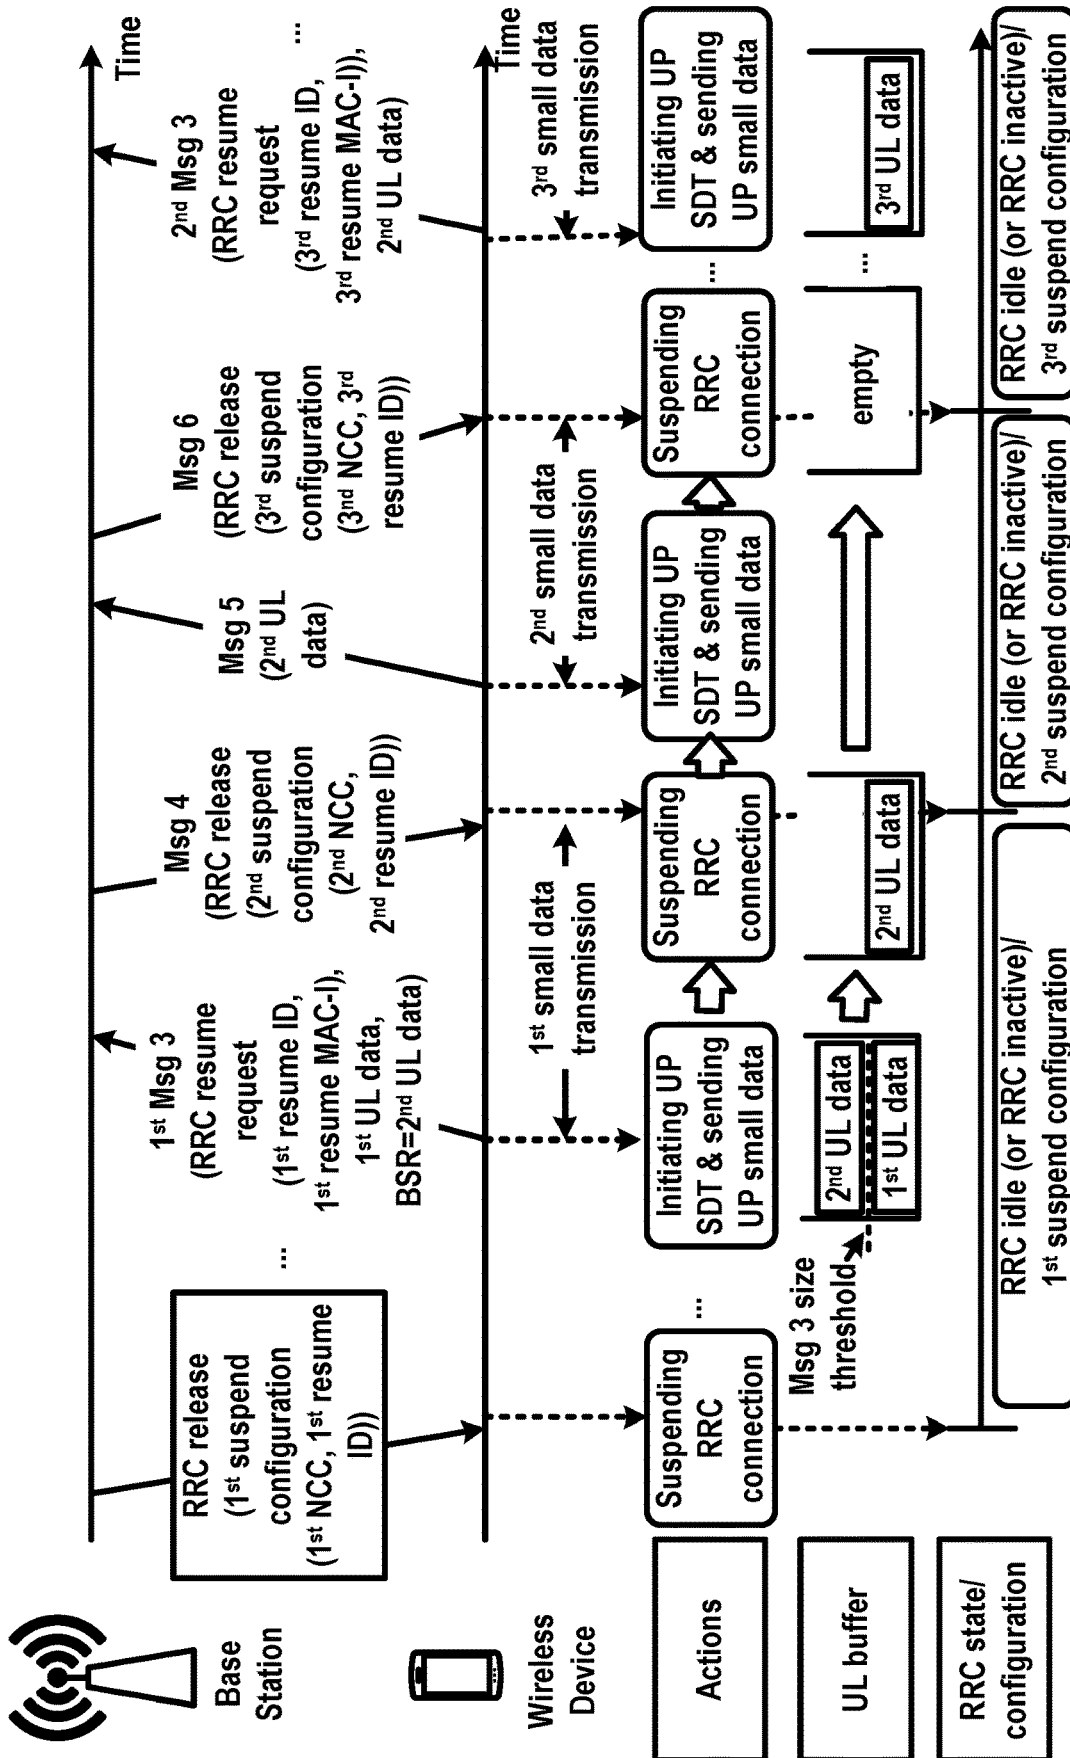 Base
Station
RRC release
(1st suspend
configuration
(1st NCC, 1st resume
ID))
...
1st Msg 3
(RRC resume
request
(1st resume ID,
1st resume MAC-I),
1st UL data,
BSR=2nd UL data)
Msg 4
(RRC release
(2nd suspend
configuration
(2nd NCC,
2nd resume ID))
Msg 5
(2nd UL
data)
Msg 6
(RRC release
(3rd suspend
configuration
(3nd NCC, 3rd
resume ID))
2nd Msg 3
(RRC resume
request
(3rd resume ID,
3rd resume MAC-I)),
2nd UL data)
...
Time
Wireless
Device
1st small data
transmission
2nd small data
transmission
3rd small data
transmission
Time
Actions
Suspending
RRC
connection
...
Initiating UP
SDT & sending
UP small data
Suspending
RRC
connection
Initiating UP
SDT & sending
UP small data
Suspending
RRC
connection
...
Initiating UP
SDT & sending
UP small data
UL buffer
Msg 3 size
threshold
2nd UL data
1st UL data
2nd UL data
empty
...
3rd UL data
RRC state/
configuration
RRC idle (or RRC inactive)/
1st suspend configuration
RRC idle (or RRC inactive)/
2nd suspend configuration
RRC idle (or RRC inactive)/
3rd suspend configuration